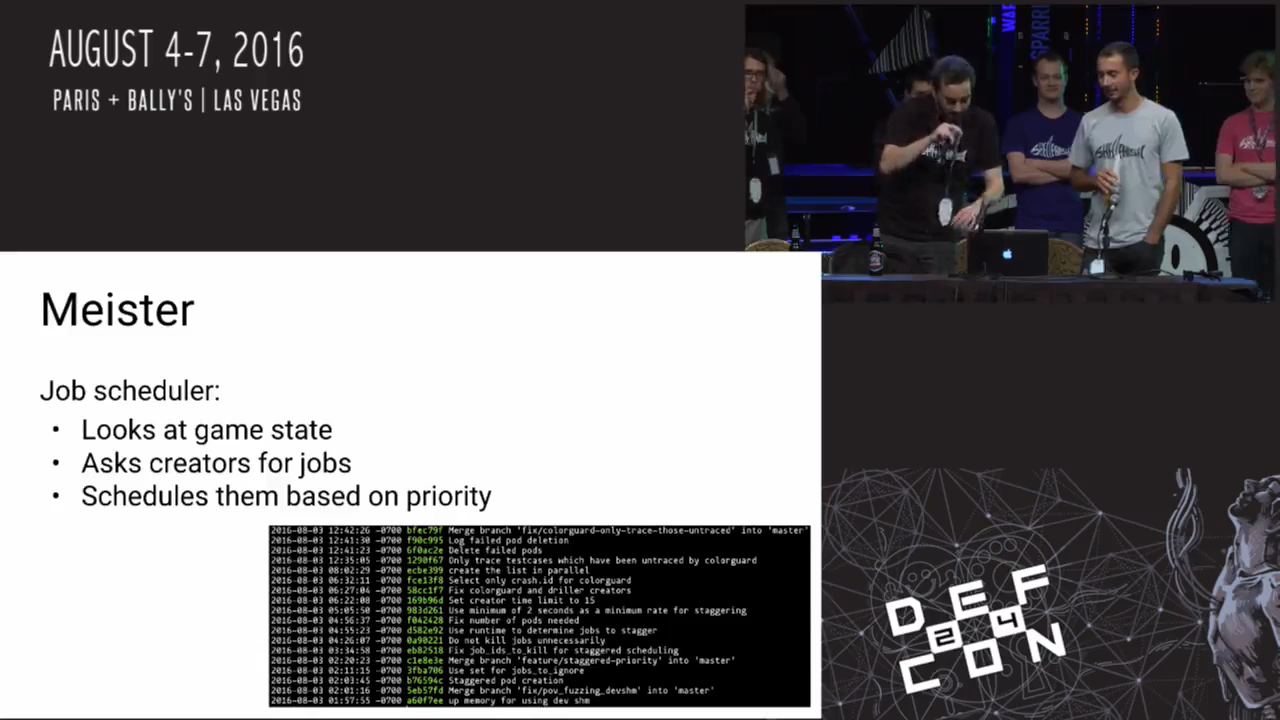 AUGUST 4-7, 2016
PARIS + BALLY'S | LAS VEGAS
Meister
Job scheduler:
• Looks at game state
• Asks creators for jobs
• Schedules them based on priority
2016-08-03 12:42:26 -0700 bfec79f Merge branch 'fix/colorguard-only-trace-those-untraced' into 'master'
2016-08-03 12:41:30 -0700 f90c995 Log failed pod deletion
2016-08-03 12:41:23 -0700 6f0ac2e Delete failed pods
2016-08-03 12:35:05 -0700 1290f67 Only trace testcases which have been untraced by colorguard
2016-08-03 08:02:29 -0700 ecbe399 create the list in parallel
2016-08-03 06:32:11 -0700 fce13f8 Select only crash.id for colorguard
2016-08-03 06:27:04 -0700 58cc1f7 Fix colorguard and driller creators
2016-08-03 06:22:08 -0700 169b96d Set creator time limit to 15
2016-08-03 05:05:50 -0700 983d261 Use minimum of 2 seconds as a minimum rate for staggering
2016-08-03 04:56:37 -0700 f042428 Fix number of pods needed
2016-08-03 04:55:23 -0700 d582e92 Use runtime to determine jobs to stagger
2016-08-03 04:26:07 -0700 0a90221 Do not kill jobs unnecessarily
2016-08-03 03:34:58 -0700 eb82518 Fix job_ids_to_kill for staggered scheduling
2016-08-03 02:20:23 -0700 c1e8e3e Merge branch 'feature/staggered-priority' into 'master'
2016-08-03 02:11:15 -0700 3fba706 Use set for jobs_to_ignore
2016-08-03 02:03:45 -0700 b76594c Staggered pod creation
2016-08-03 02:01:16 -0700 5eb57fd Merge branch 'fix/pov_fuzzing_devshm' into 'master'
2016-08-03 01:57:55 -0700 a60f7ee up memory for using dev shm
DEF
24
CON